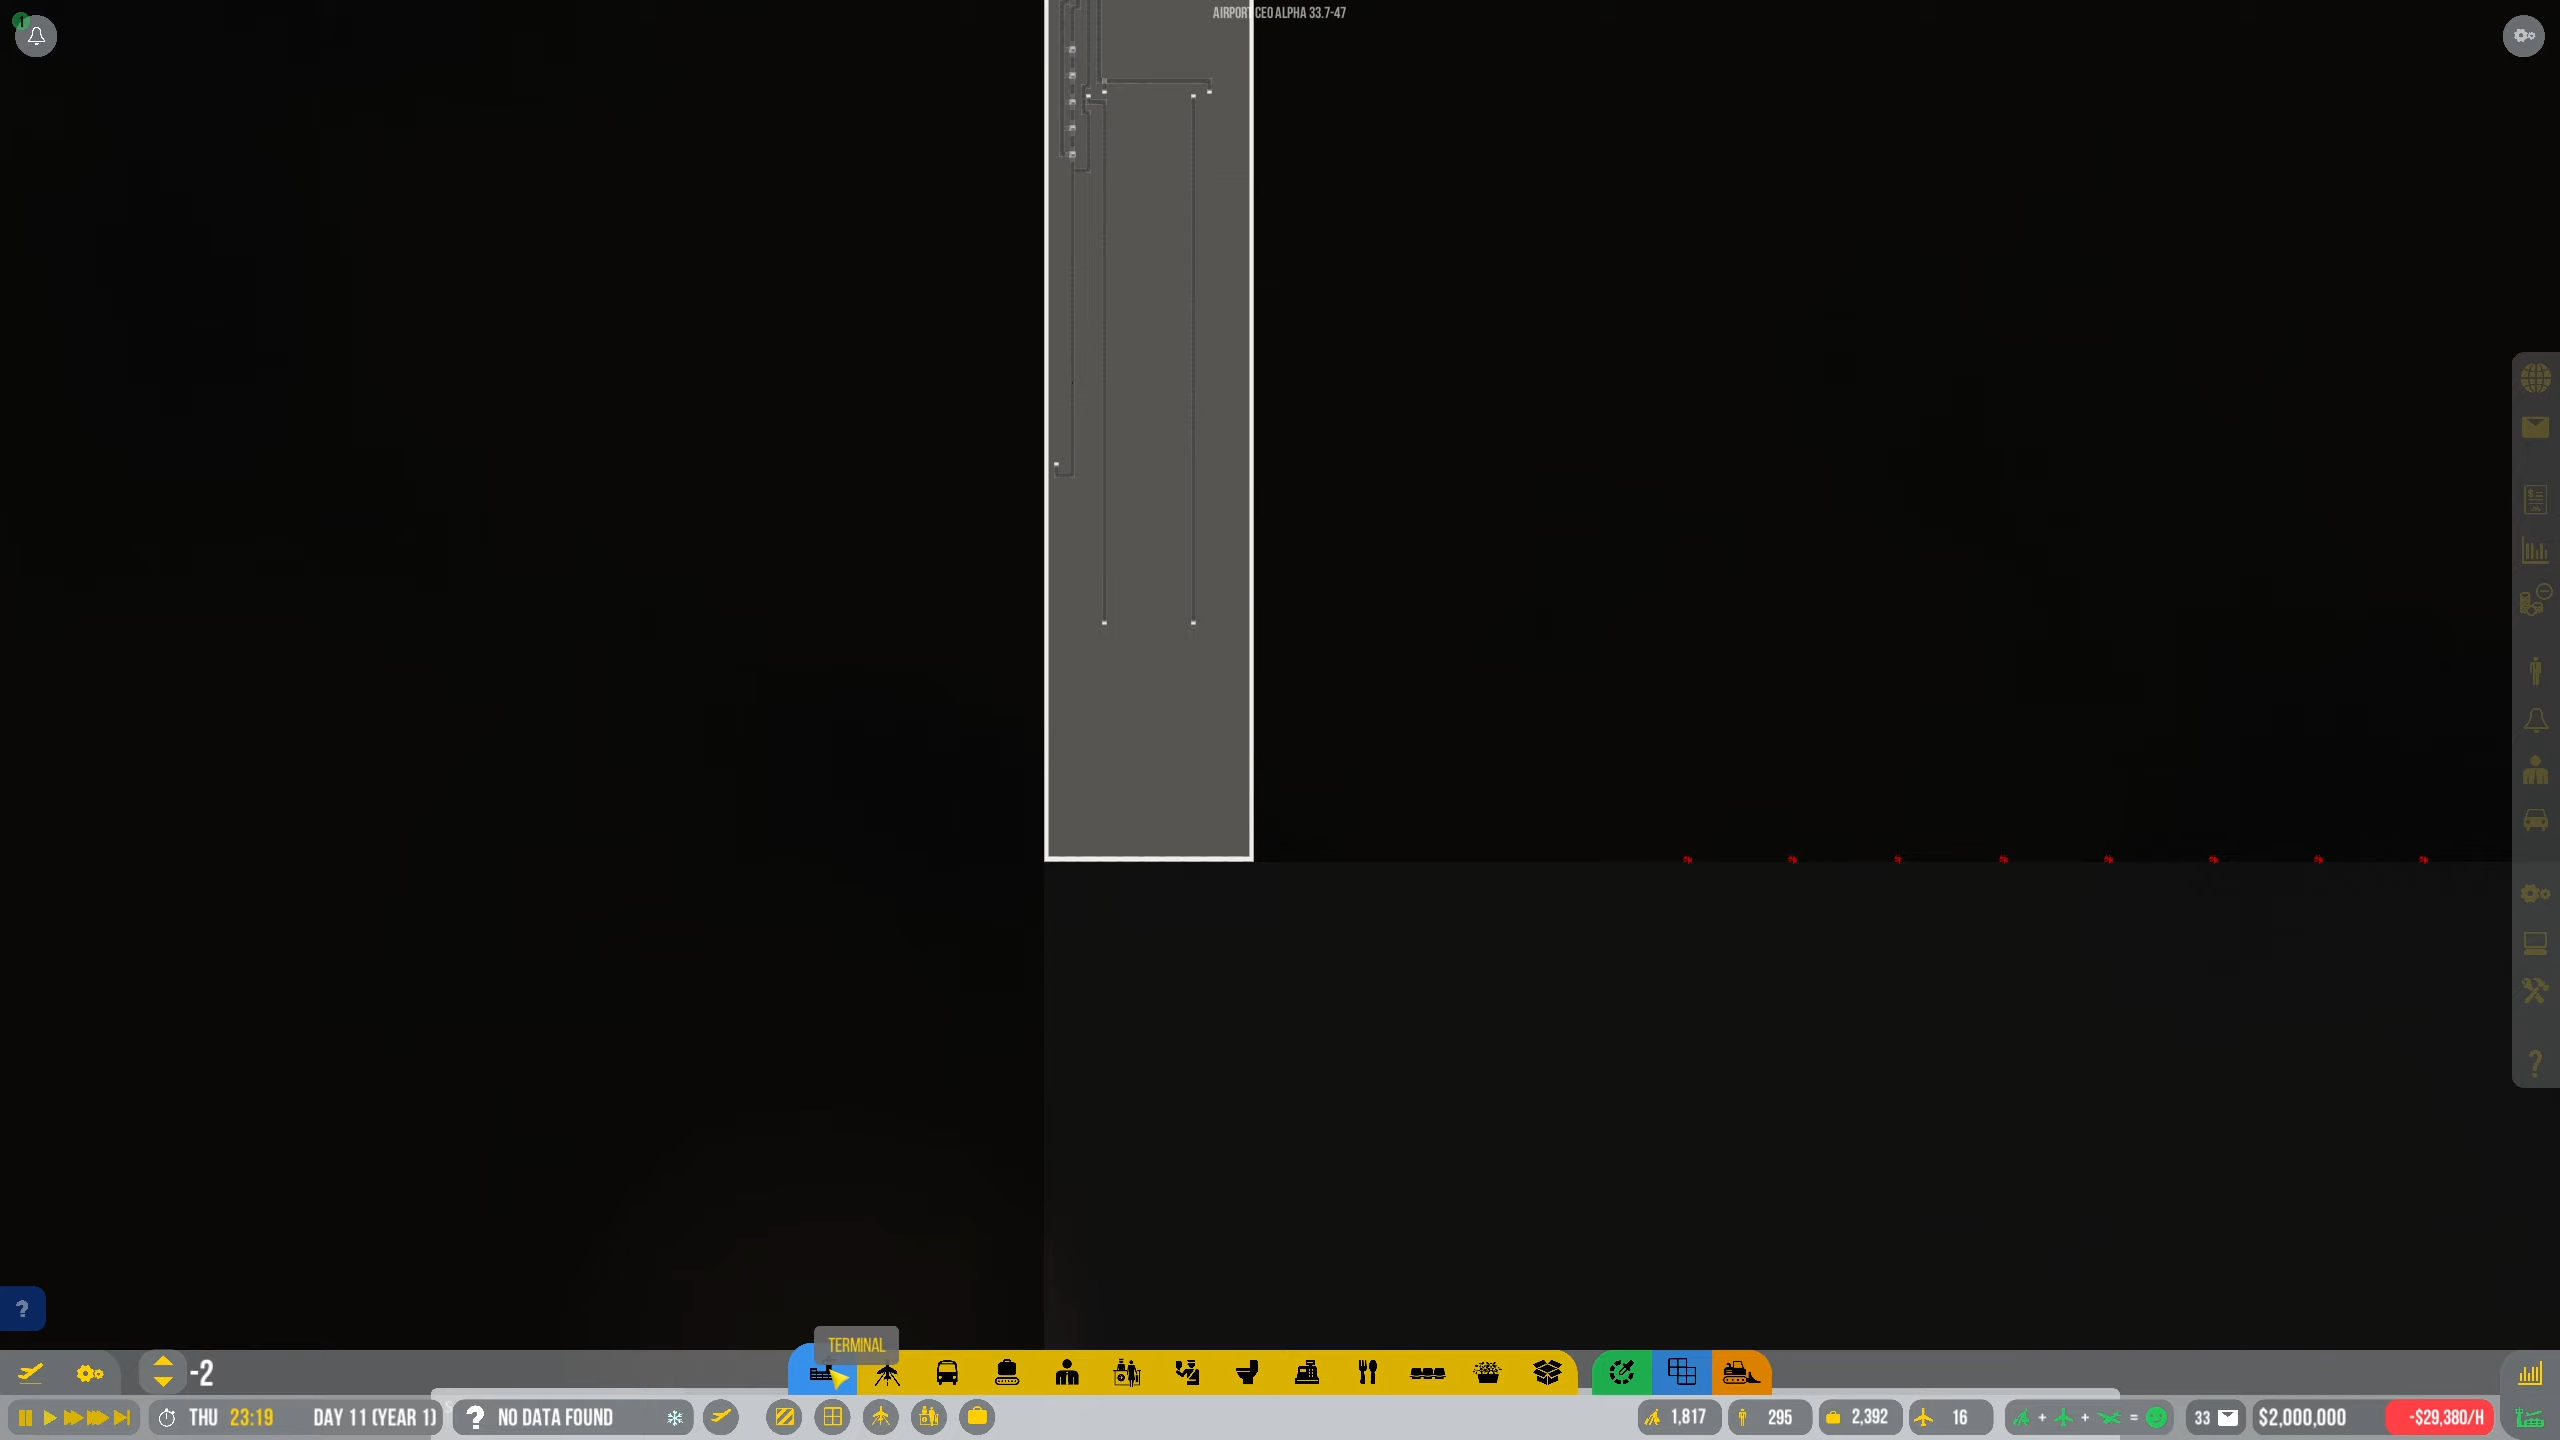 AIRPORT CEO ALPHA 33.7-47
1
?
TERMINAL
-2
THU 23:19 DAY 11 (YEAR 1)
? NO DATA FOUND
1,817
295
2,392
16
+ + =
33
$2,000,000
-$29,380/H